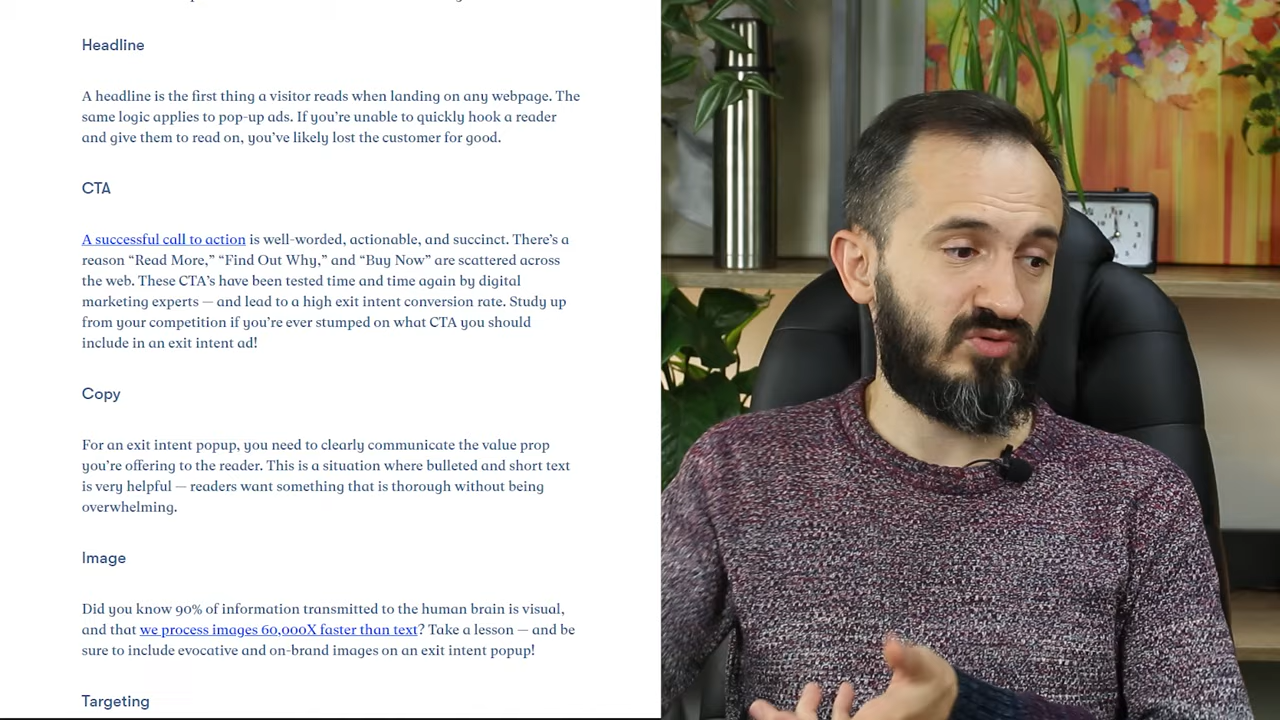 Headline
A headline is the first thing a visitor reads when landing on any webpage. The
same logic applies to pop-up ads. If you’re unable to quickly hook a reader
and give them to read on, you’ve likely lost the customer for good.
CTA
A successful call to action is well-worded, actionable, and succinct. There’s a
reason “Read More,” “Find Out Why,” and “Buy Now” are scattered across
the web. These CTA’s have been tested time and time again by digital
marketing experts — and lead to a high exit intent conversion rate. Study up
from your competition if you’re ever stumped on what CTA you should
include in an exit intent ad!
Copy
For an exit intent popup, you need to clearly communicate the value prop
you’re offering to the reader. This is a situation where bulleted and short text
is very helpful — readers want something that is thorough without being
overwhelming.
Image
Did you know 90% of information transmitted to the human brain is visual,
and that we process images 60,000X faster than text? Take a lesson — and be
sure to include evocative and on-brand images on an exit intent popup!
Targeting